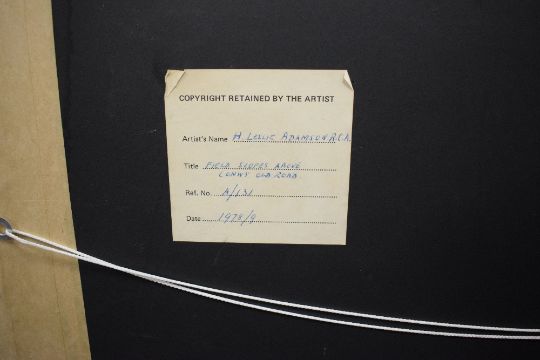 COPYRIGHT RETAINED BY THE ARTIST
Artist's Name H. LESLIE ADAMSON R.C.A.
Title FIELD SLOPES ABOVE
CONWY OLD ROAD.
Ref. No. A/131
Date 1978/9